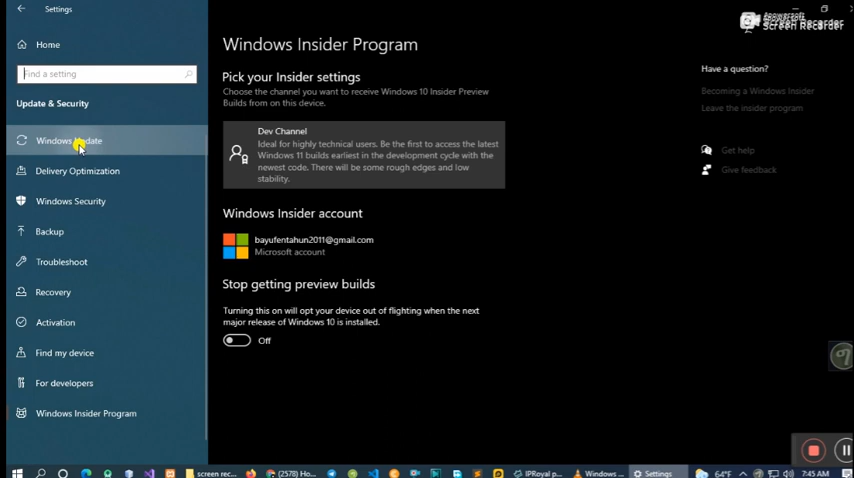 Settings
Home
Find a setting
Update & Security
Windows Update
Delivery Optimization
Windows Security
Backup
Troubleshoot
Recovery
Activation
Find my device
For developers
Windows Insider Program
Windows Insider Program
Pick your Insider settings
Choose the channel you want to receive Windows 10 Insider Preview
Builds from on this device.
Dev Channel
Ideal for highly technical users. Be the first to access the latest
Windows 11 builds earliest in the development cycle with the
newest code. There will be some rough edges and low
stability.
Windows Insider account
bayufentahun2011@gmail.com
Microsoft account
Stop getting preview builds
Turning this on will opt your device out of flighting when the next
major release of Windows 10 is installed.
Off
Screen Recorder
Have a question?
Becoming a Windows Insider
Leave the insider program
Get help
Give feedback
screen rec...
(2578) Ho...
IPRoyal p...
Windows ...
Settings
64°F
7:45 AM